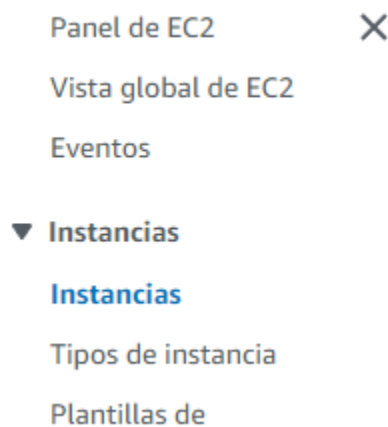 Panel de EC2
Vista global de EC2
Eventos
Instancias
Instancias
Tipos de instancia
Plantillas de